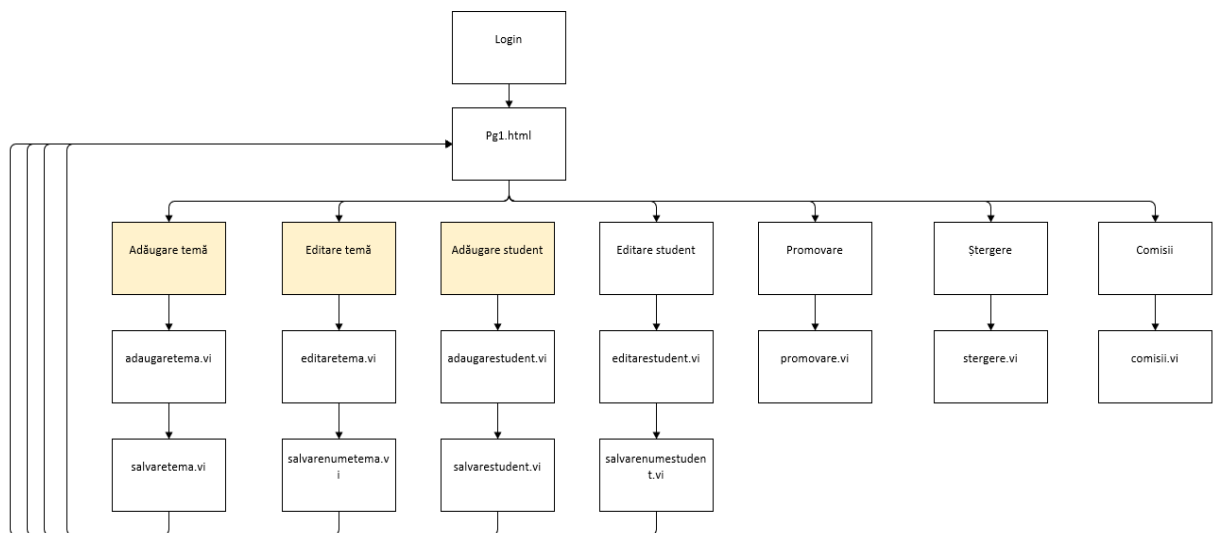 Login
Pg1.html
Adăugare temă
Editare temă
Adăugare student
Editare student
Promovare
Ștergere
Comisii
adaugaretema.vi
editaretema.vi
adaugarestudent.vi
editarestudent.vi
promovare.vi
stergere.vi
comisii.vi
salvaretema.vi
salvarenumetema.v
i
salvarestudent.vi
salvarenumestuden
t.vi